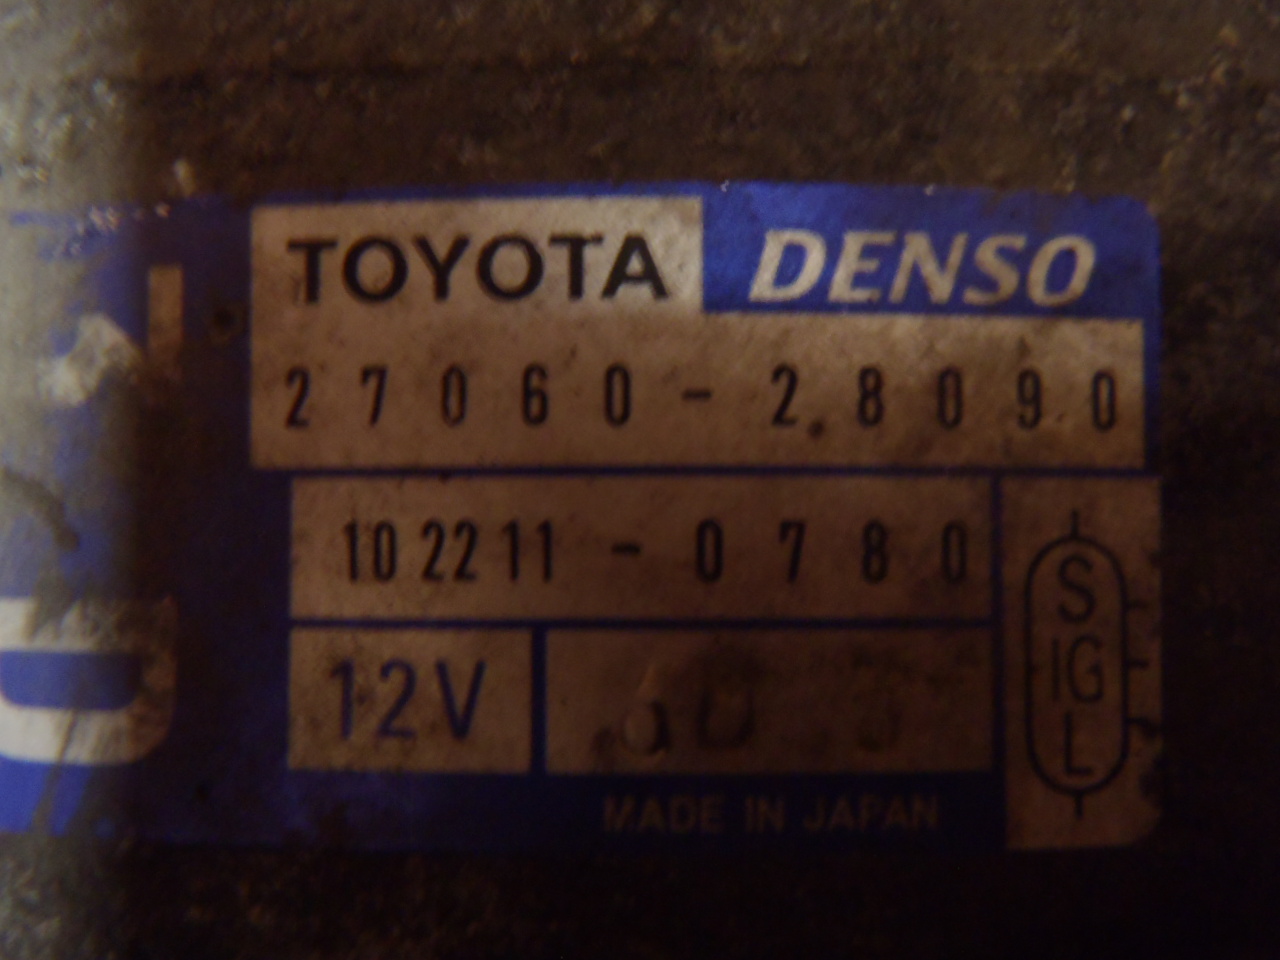 TOYOTA DENSO
27060-28090
102211-0780
12V
MADE IN JAPAN
S
IG
L